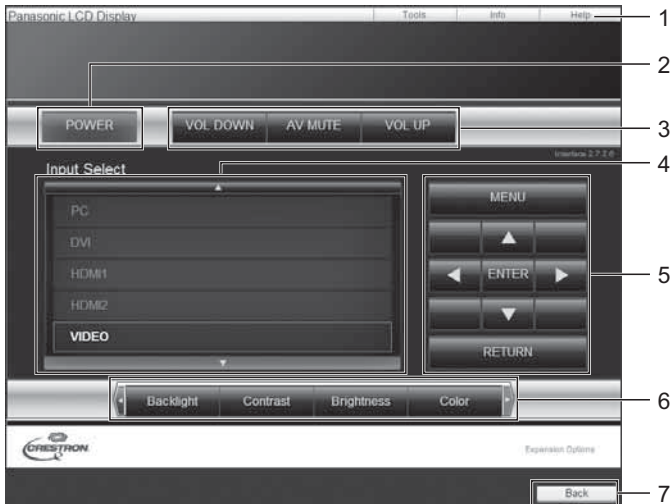 Panasonic LCD Display Tools Info Help 1
2
POWER VOL DOWN AV MUTE VOL UP 3
Interface 2.7.2.0
Input Select 4
PC
DVI
HDMI1
HDMI2
VIDEO
MENU
ENTER 5
RETURN
Backlight Contrast Brightness Color 6
CRESTRON Expansion Options
Back 7